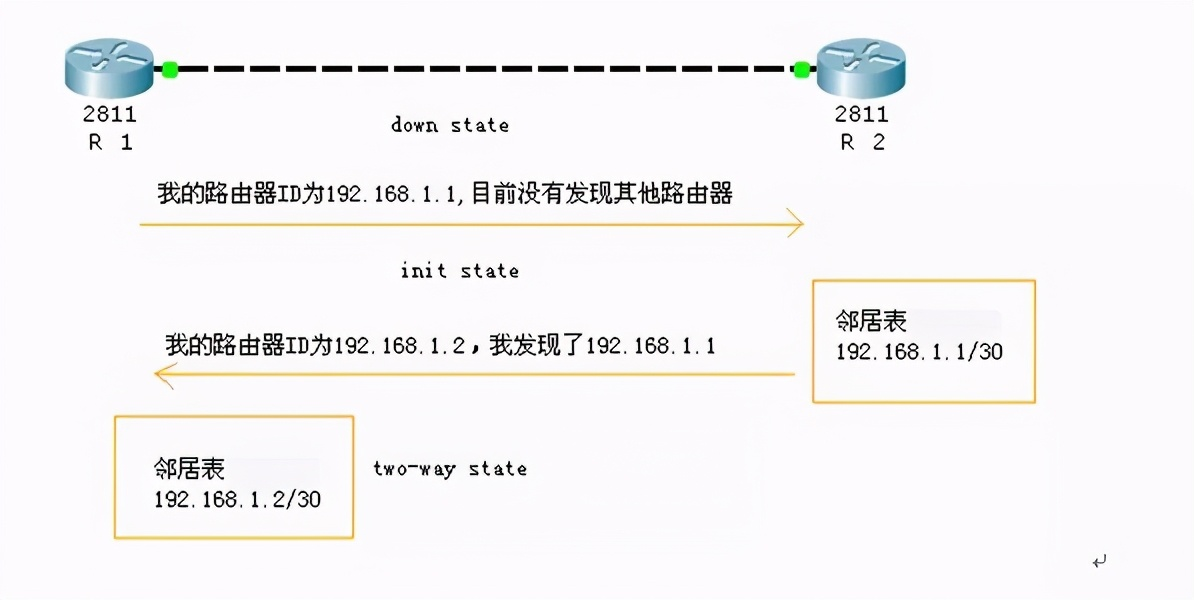 2811
R 1
2811
R 2
down state
我的路由器ID为192.168.1.1,目前没有发现其他路由器
init state
邻居表
192.168.1.1/30
我的路由器ID为192.168.1.2，我发现了192.168.1.1
邻居表
192.168.1.2/30
two-way state